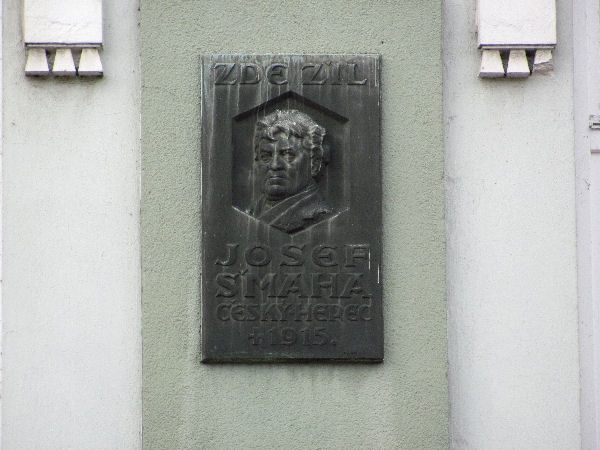 ZDE ŽIL
JOSEF
ŠMAHA
ČESKÝ·HEREC
+1915.